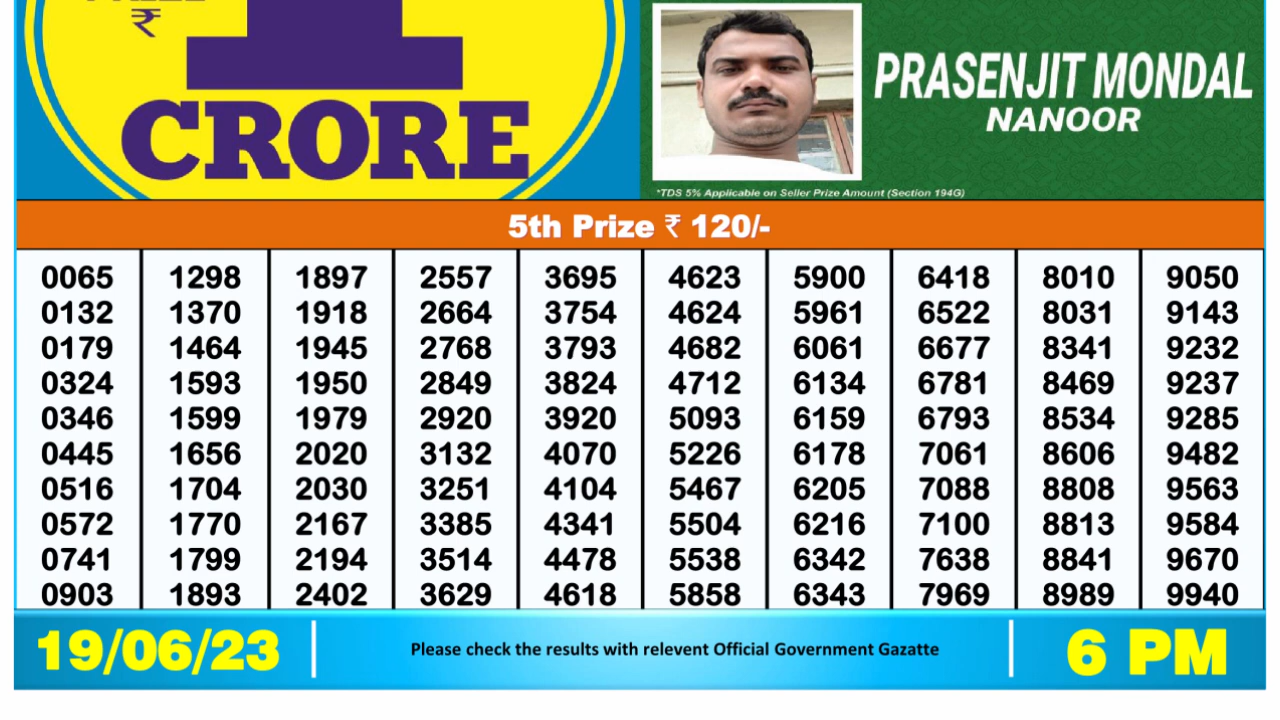 ₹
1
CRORE
PRASENJIT MONDAL
NANOOR
*TDS 5% Applicable on Seller Prize Amount (Section 194G)
5th Prize ₹ 120/-
0065 1298 1897 2557 3695 4623 5900 6418 8010 9050
0132 1370 1918 2664 3754 4624 5961 6522 8031 9143
0179 1464 1945 2768 3793 4682 6061 6677 8341 9232
0324 1593 1950 2849 3824 4712 6134 6781 8469 9237
0346 1599 1979 2920 3920 5093 6159 6793 8534 9285
0445 1656 2020 3132 4070 5226 6178 7061 8606 9482
0516 1704 2030 3251 4104 5467 6205 7088 8808 9563
0572 1770 2167 3385 4341 5504 6216 7100 8813 9584
0741 1799 2194 3514 4478 5538 6342 7638 8841 9670
0903 1893 2402 3629 4618 5858 6343 7969 8989 9940
19/06/23
Please check the results with relevent Official Government Gazatte
6 PM